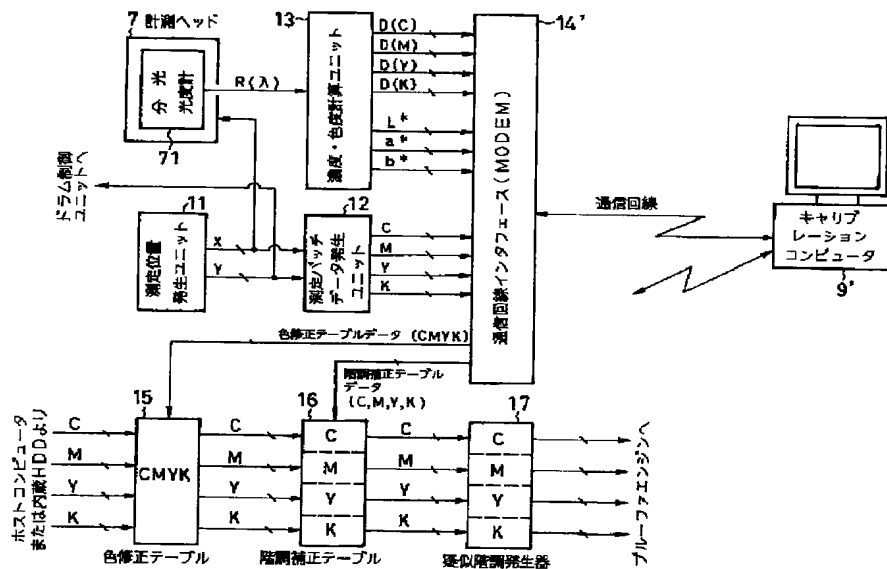 7 計測ヘッド
分光
光度計
71
R(λ)
13
濃度・色度計算ユニット
D(C)
D(M)
D(Y)
D(K)
L*
a*
b*
14'
通信回線インタフェース(MODEM)
通信回線
キャリブ
レーション
コンピュータ
9'
ドラム制御
ユニットへ
11
測定位置
発生ユニット
X
Y
12
測定パッチ
データ発生
ユニット
C
M
Y
K
色修正テーブルデータ (CMYK)
階調補正テーブル
データ
(C,M,Y,K)
ホストコンピュータ
または内蔵HDDより
C
M
Y
K
15
CMYK
色修正テーブル
C
M
Y
K
16
C
M
Y
K
階調補正テーブル
C
M
Y
K
17
C
M
Y
K
疑似階調発生器
プルーファエンジンへ